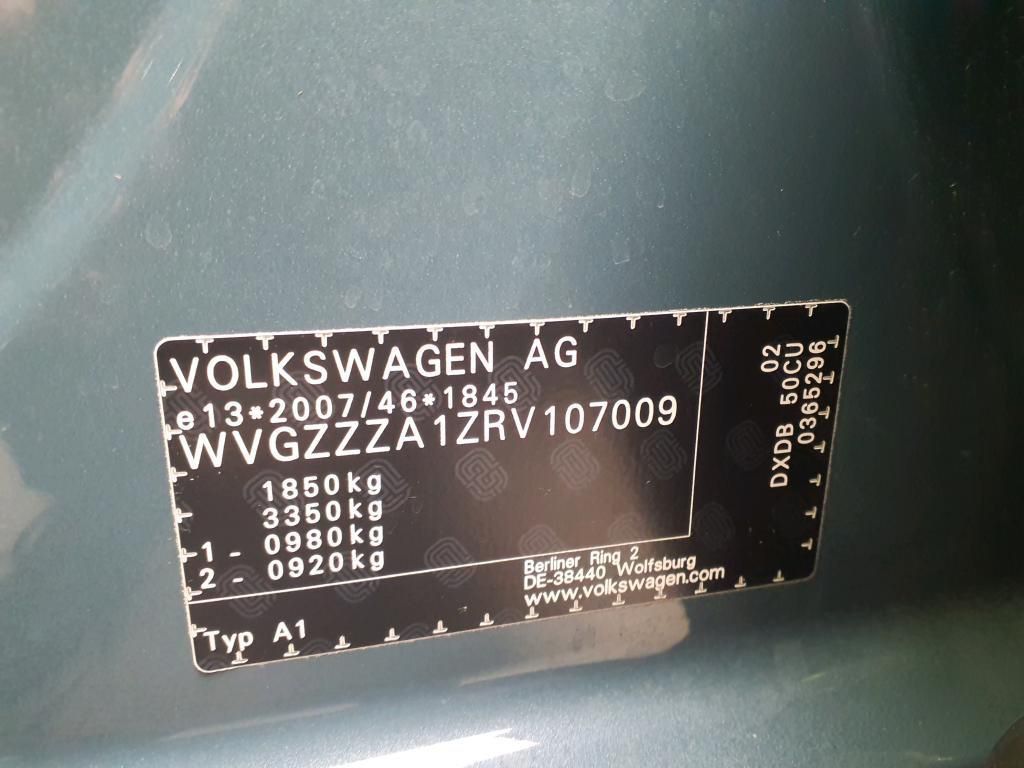 VOLKSWAGEN AG
e13*2007/46*1845
WVGZZZA1ZRV107009
1850kg
3350kg
1 - 0980kg
2 - 0920kg
Berliner Ring 2
DE-38440 Wolfsburg
www.volkswagen.com
Typ A1
02
DXDB 50CU
0365296